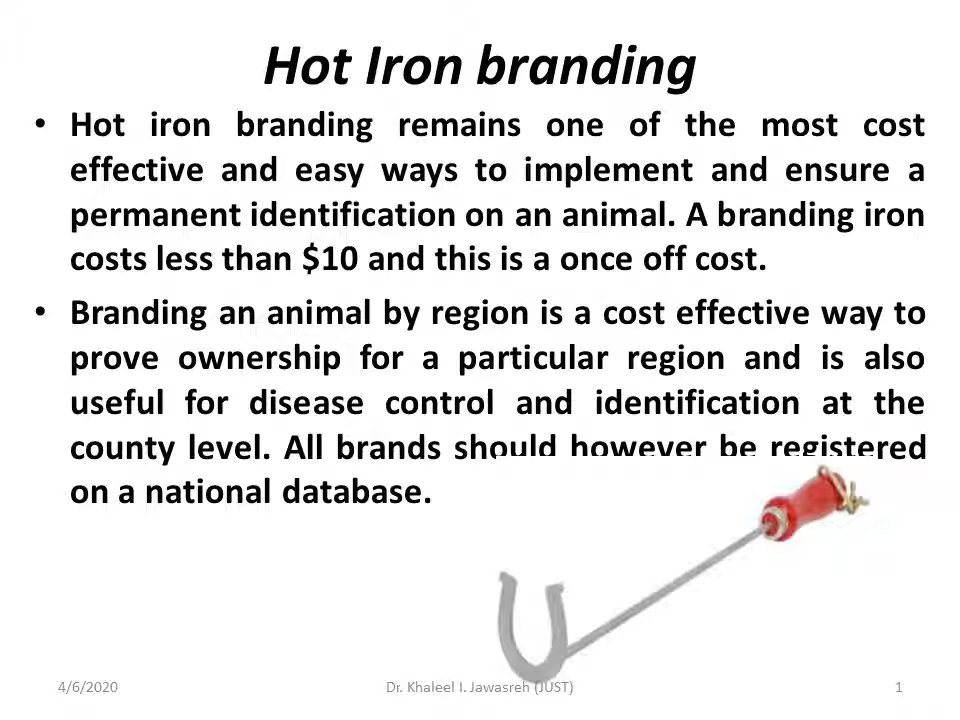 Hot Iron branding
• Hot iron branding remains one of the most cost
effective and easy ways to implement and ensure a
permanent identification on an animal. A branding iron
costs less than $10 and this is a once off cost.
• Branding an animal by region is a cost effective way to
prove ownership for a particular region and is also
useful for disease control and identification at the
county level. All brands should however be registered
on a national database.
4/6/2020
Dr. Khaleel I. Jawasreh (JUST)
1